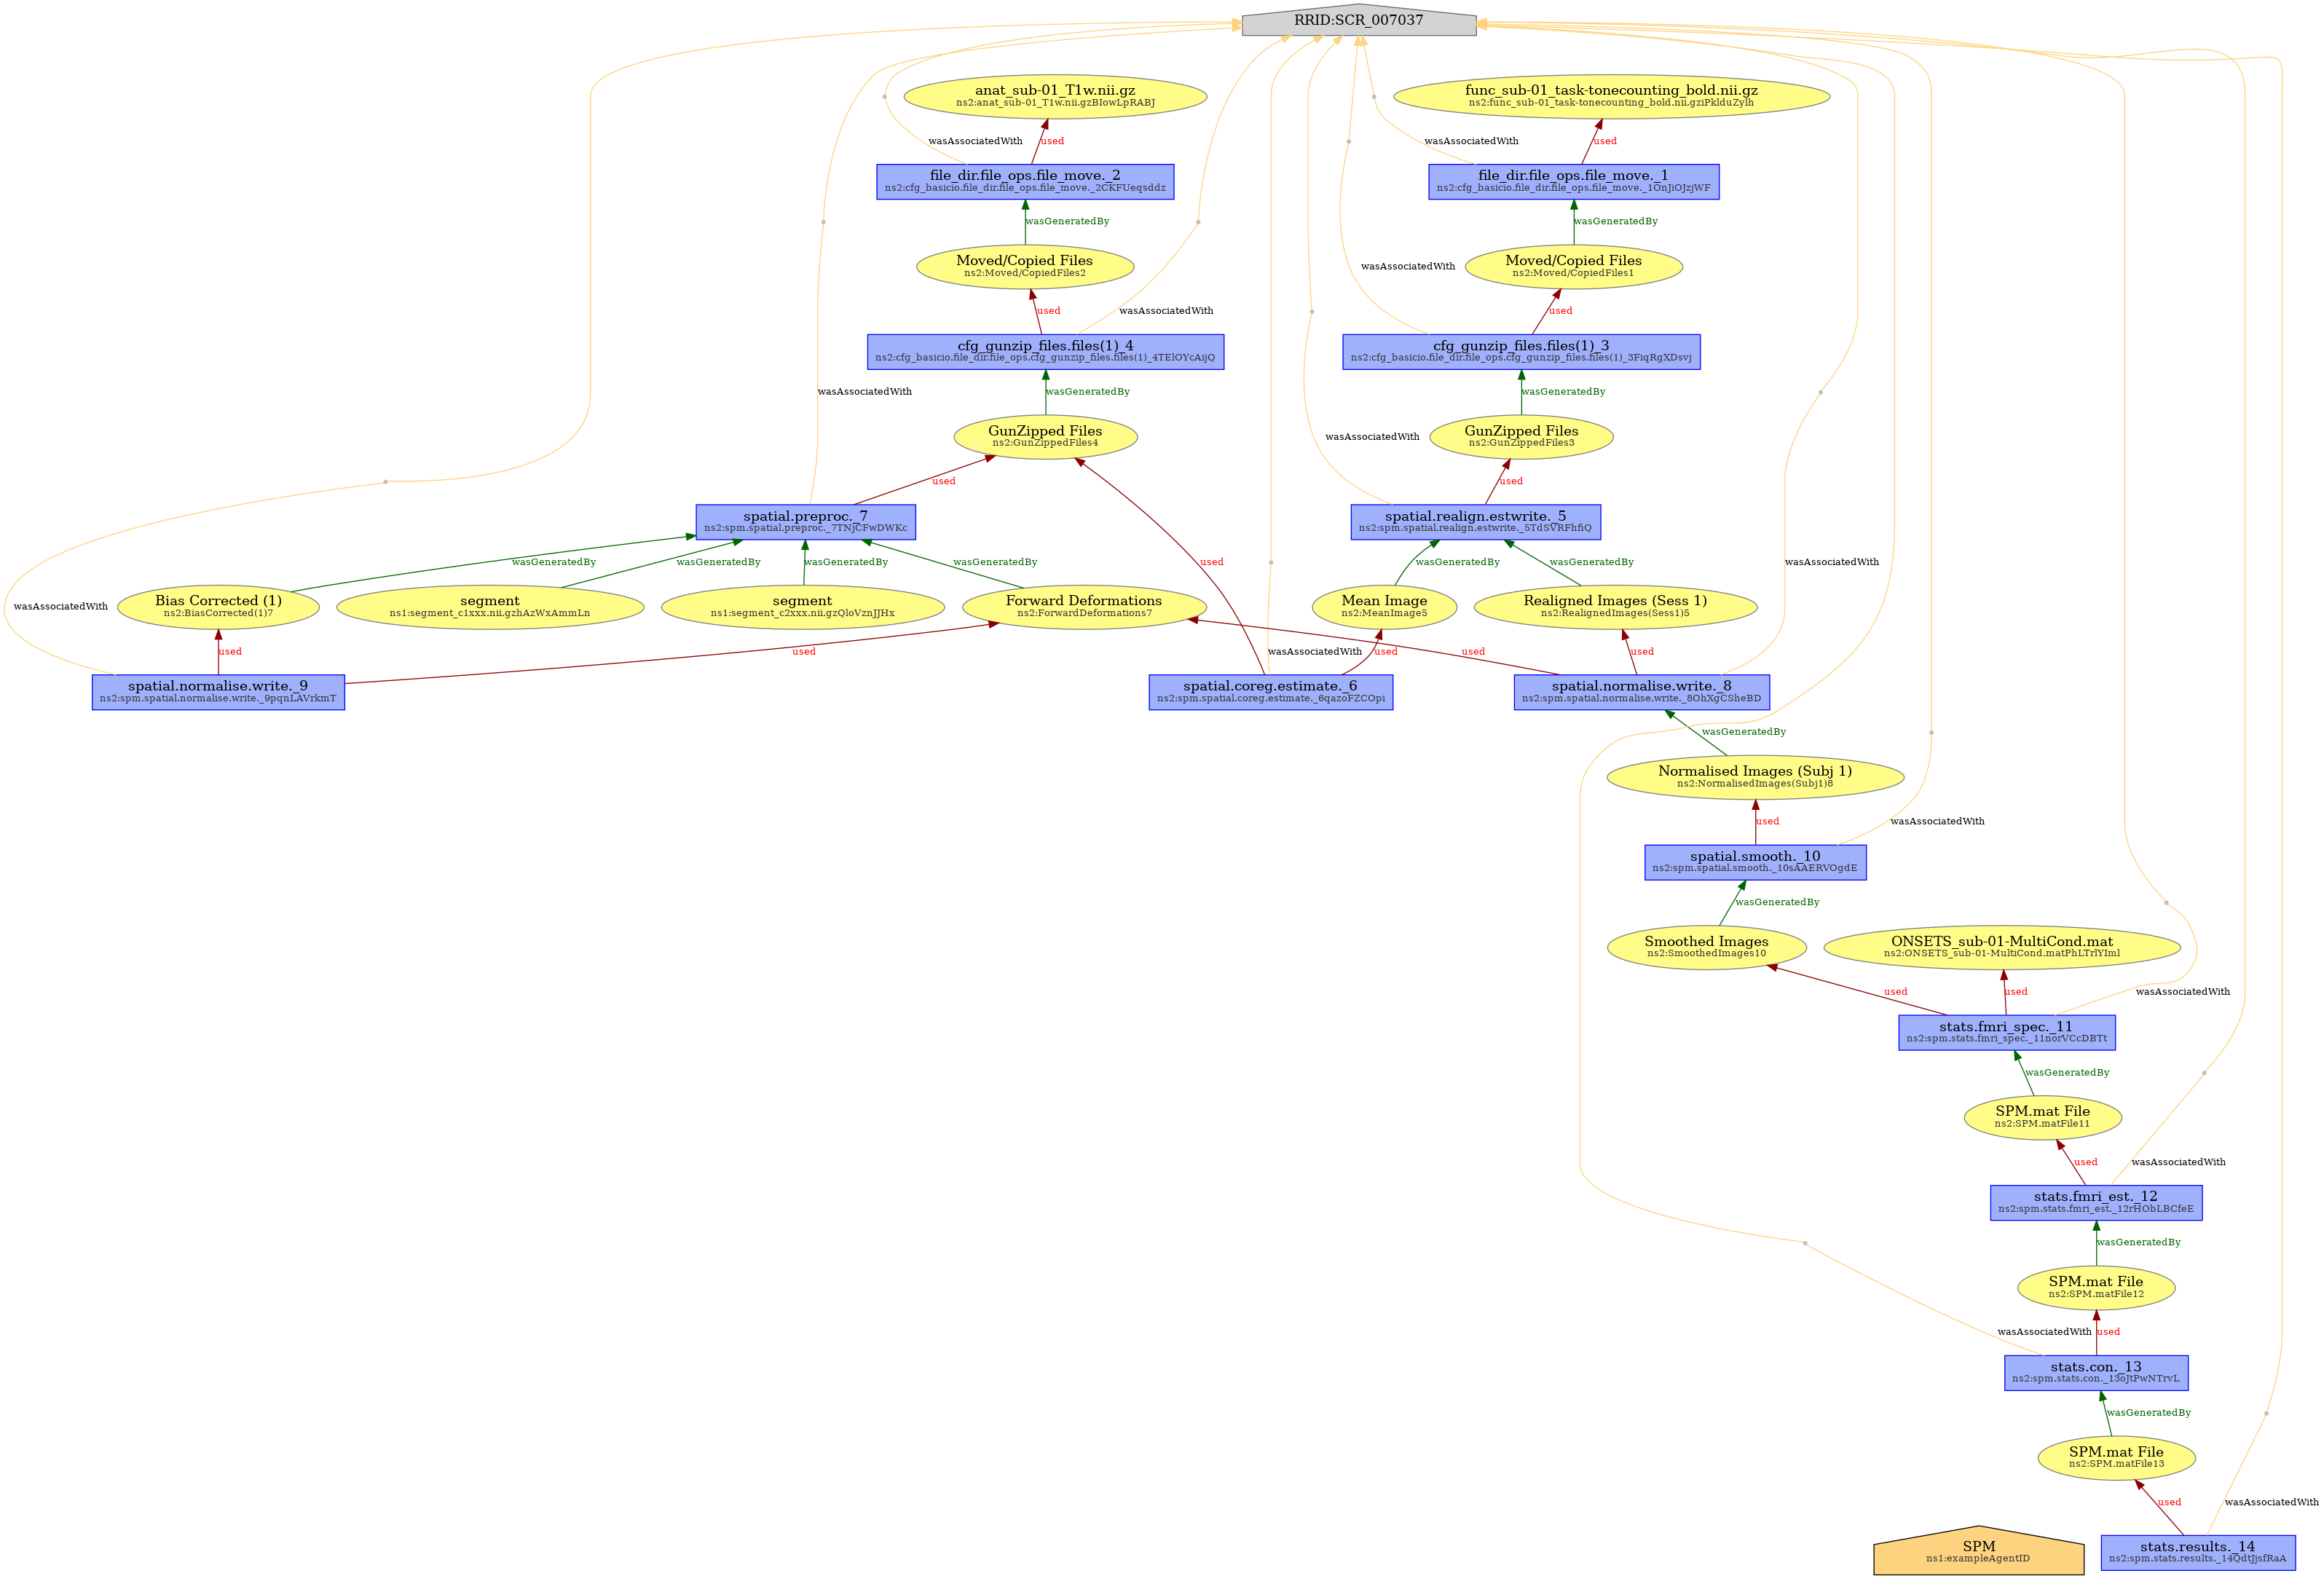 RRID:SCR_007037
anat_sub-01_T1w.nii.gz
ns2:anat_sub-01_T1w.nii.gzBIowLpRABJ
func_sub-01_task-tonecounting_bold.nii.gz
ns2:func_sub-01_task-tonecounting_bold.nii.gziPklduZylh
wasAssociatedWith
used
wasAssociatedWith
used
file_dir.file_ops.file_move._2
ns2:cfg_basicio.file_dir.file_ops.file_move._2CKFUeqsddz
file_dir.file_ops.file_move._1
ns2:cfg_basicio.file_dir.file_ops.file_move._1OnJiOJzjWF
wasGeneratedBy
wasGeneratedBy
Moved/Copied Files
ns2:Moved/CopiedFiles2
Moved/Copied Files
ns2:Moved/CopiedFiles1
wasAssociatedWith
used
wasAssociatedWith
used
cfg_gunzip_files.files(1)_4
ns2:cfg_basicio.file_dir.file_ops.cfg_gunzip_files.files(1)_4TElOYcAijQ
cfg_gunzip_files.files(1)_3
ns2:cfg_basicio.file_dir.file_ops.cfg_gunzip_files.files(1)_3FiqRgXDsvj
wasAssociatedWith
wasGeneratedBy
wasGeneratedBy
GunZipped Files
ns2:GunZippedFiles4
GunZipped Files
ns2:GunZippedFiles3
wasAssociatedWith
used
used
spatial.preproc._7
ns2:spm.spatial.preproc._7TNjCFwDWKc
spatial.realign.estwrite._5
ns2:spm.spatial.realign.estwrite._5TdSVRFhfiQ
wasGeneratedBy
wasGeneratedBy
wasGeneratedBy
wasGeneratedBy
used
wasGeneratedBy
wasGeneratedBy
wasAssociatedWith
Bias Corrected (1)
ns2:BiasCorrected(1)7
segment
ns1:segment_c1xxx.nii.gzhAzWxAmmLn
segment
ns1:segment_c2xxx.nii.gzQloVznJJHx
Forward Deformations
ns2:ForwardDeformations7
Mean Image
ns2:MeanImage5
Realigned Images (Sess 1)
ns2:RealignedImages(Sess1)5
wasAssociatedWith
used
used
wasAssociatedWith
used
used
used
spatial.normalise.write._9
ns2:spm.spatial.normalise.write._9pqnLAVrkmT
spatial.coreg.estimate._6
ns2:spm.spatial.coreg.estimate._6qazoFZCOpi
spatial.normalise.write._8
ns2:spm.spatial.normalise.write._8OhXgCSheBD
wasGeneratedBy
Normalised Images (Subj 1)
ns2:NormalisedImages(Subj1)8
used
wasAssociatedWith
spatial.smooth._10
ns2:spm.spatial.smooth._10sAAERVOgdE
wasGeneratedBy
Smoothed Images
ns2:SmoothedImages10
ONSETS_sub-01-MultiCond.mat
ns2:ONSETS_sub-01-MultiCond.matPhLTrlYIml
used
used
wasAssociatedWith
stats.fmri_spec._11
ns2:spm.stats.fmri_spec._11norVCcDBTt
wasGeneratedBy
SPM.mat File
ns2:SPM.matFile11
used
wasAssociatedWith
stats.fmri_est._12
ns2:spm.stats.fmri_est._12rHObLBCfeE
wasGeneratedBy
SPM.mat File
ns2:SPM.matFile12
wasAssociatedWith
used
stats.con._13
ns2:spm.stats.con._13oJtPwNTrvL
wasGeneratedBy
SPM.mat File
ns2:SPM.matFile13
used
wasAssociatedWith
SPM
ns1:exampleAgentID
stats.results._14
ns2:spm.stats.results._14QdtJjsfRaA